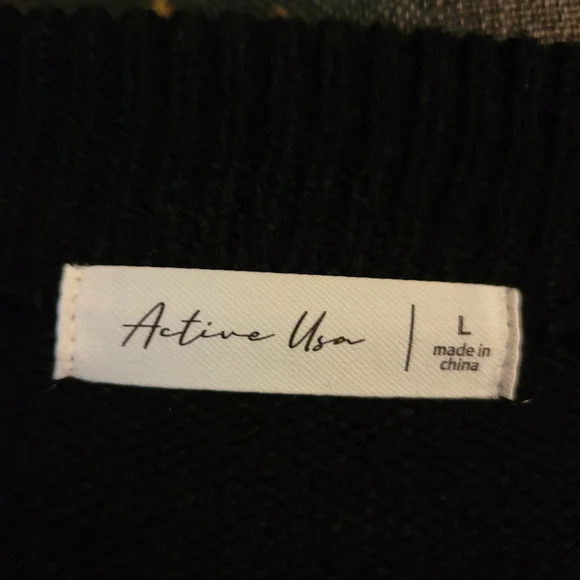 Active Usa
L
made in
china